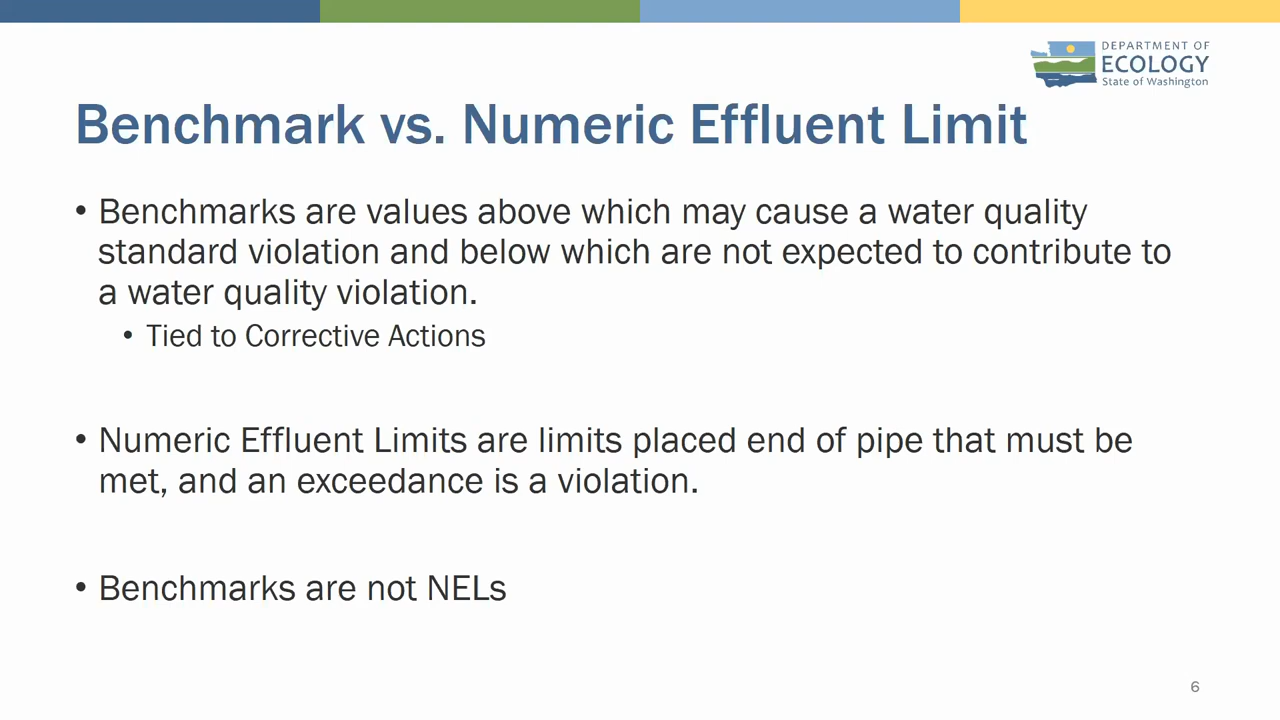 DEPARTMENT OF
ECOLOGY
State of Washington
Benchmark vs. Numeric Effluent Limit
• Benchmarks are values above which may cause a water quality
standard violation and below which are not expected to contribute to
a water quality violation.
• Tied to Corrective Actions
• Numeric Effluent Limits are limits placed end of pipe that must be
met, and an exceedance is a violation.
• Benchmarks are not NELs
6